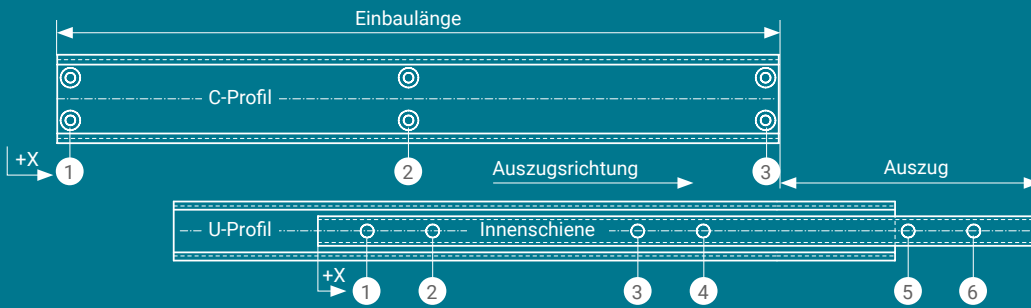 Einbaulänge
C-Profil
+X
1
2
3
Auszugsrichtung
Auszug
U-Profil
Innenschiene
+X
1
2
3
4
5
6